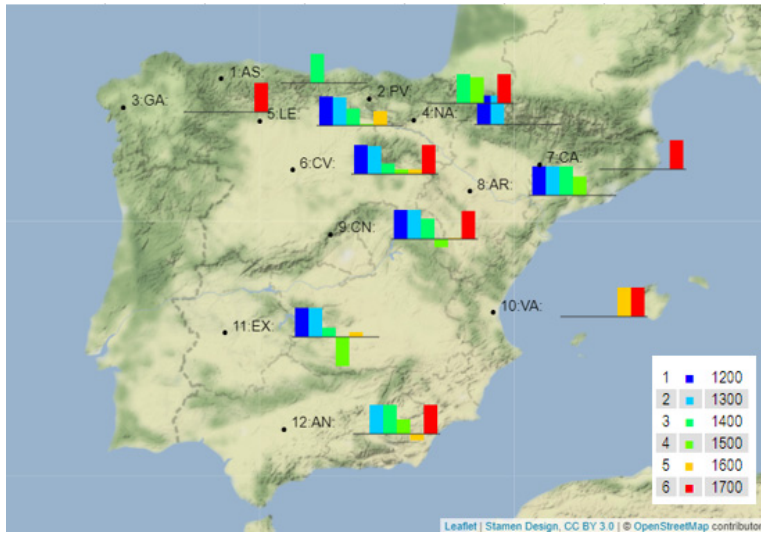 1:AS:
2:PV:
3:GA:
4:NA:
5:LE:
6:CV:
7:CA:
8:AR:
9:CN:
10:VA:
11:EX:
12:AN:
1 1200
2 1300
3 1400
4 1500
5 1600
6 1700
Leaflet | Stamen Design, CC BY 3.0 | © OpenStreetMap contributor